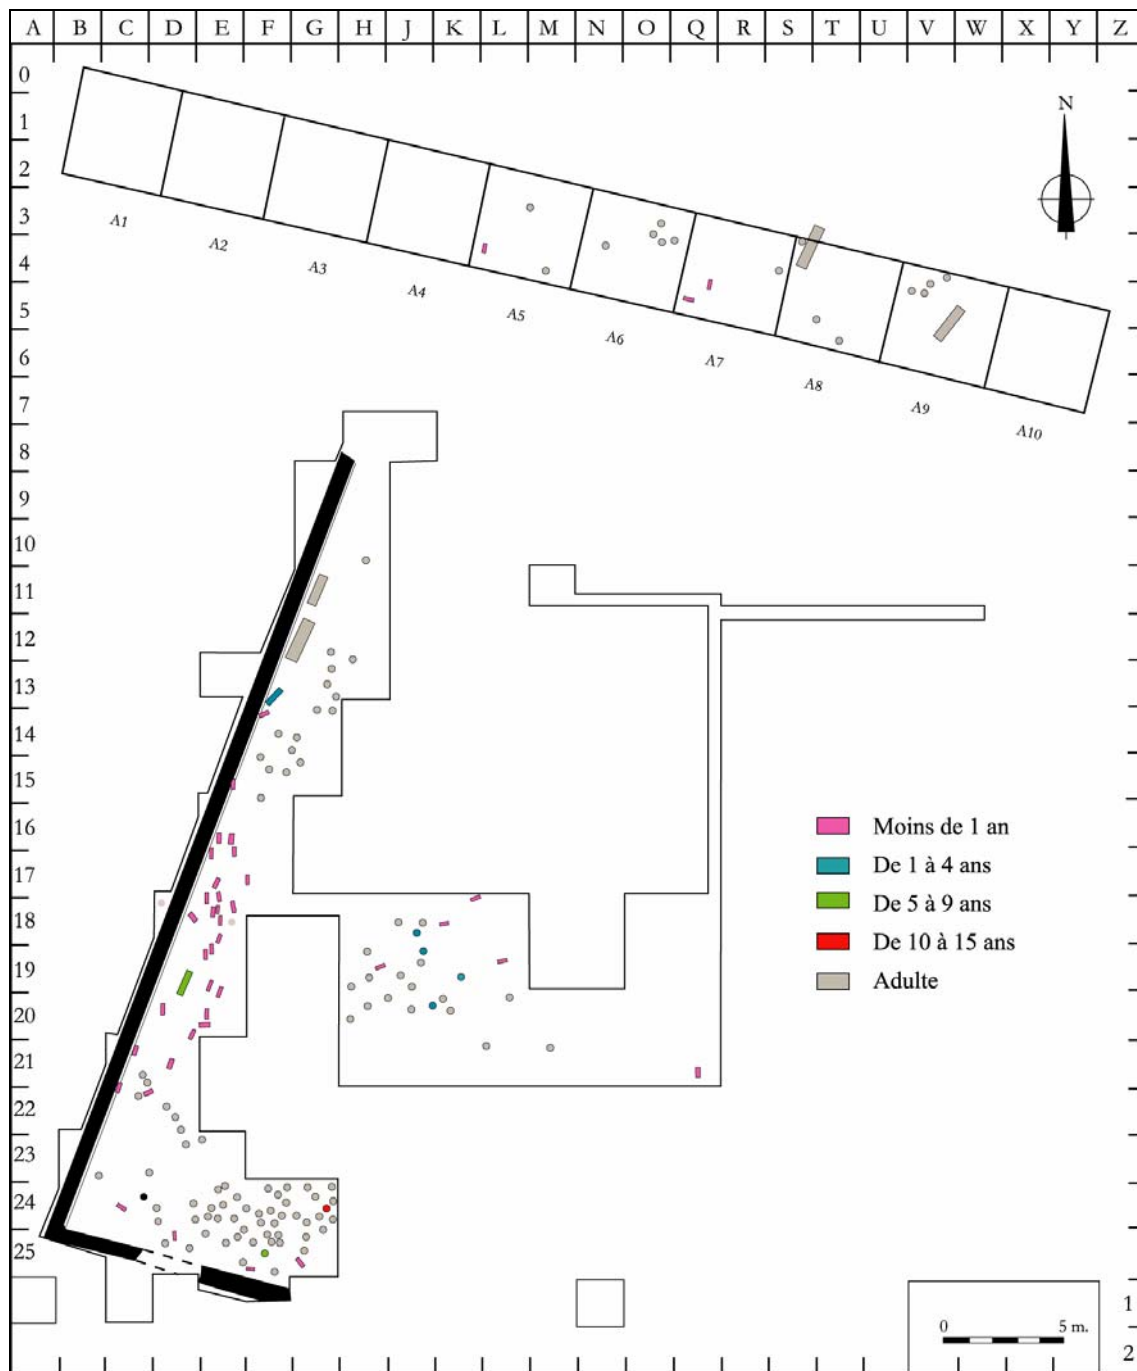 A B C D E F G H J K L M N O P Q R S T U V W X Y Z
0
1
2
3
4
5
6
7
8
9
10
11
12
13
14
15
16
17
18
19
20
21
22
23
24
25
N
A1
A2
A3
A4
A5
A6
A7
A8
A9
A10
Moins de 1 an
De 1 à 4 ans
De 5 à 9 ans
De 10 à 15 ans
Adulte
0 5 m.
1
2